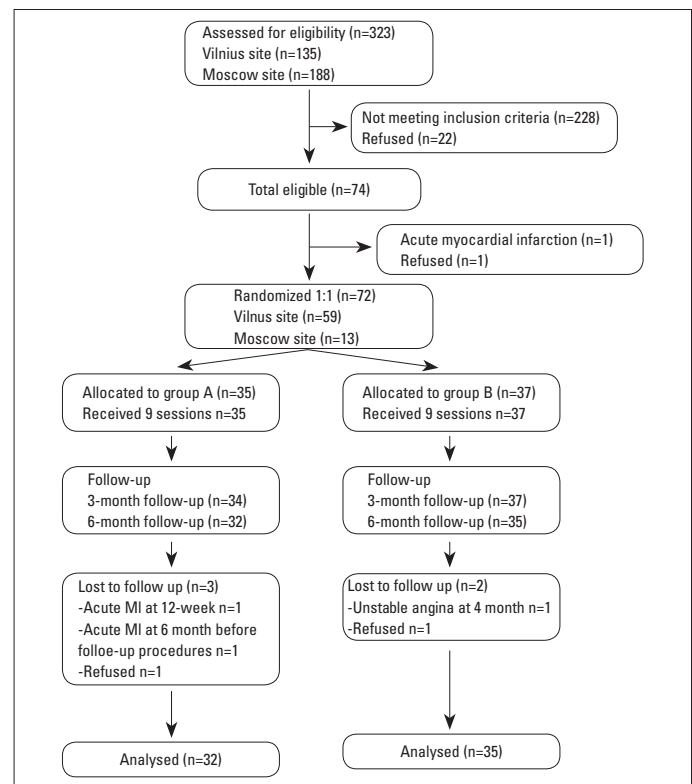 Assessed for eligibility (n=323)
Vilnius site (n=135)
Moscow site (n=188)
Not meeting inclusion criteria (n=228)
Refused (n=22)
Total eligible (n=74)
Acute myocardial infarction (n=1)
Refused (n=1)
Randomized 1:1 (n=72)
Vilnus site (n=59)
Moscow site (n=13)
Allocated to group A (n=35)
Received 9 sessions n=35
Allocated to group B (n=37)
Received 9 sessions n=37
Follow-up
3-month follow-up (n=34)
6-month follow-up (n=32)
Follow-up
3-month follow-up (n=37)
6-month follow-up (n=35)
Lost to follow up (n=3)
-Acute MI at 12-week n=1
-Acute MI at 6 month before
folloe-up procedures n=1
-Refused n=1
Lost to follow up (n=2)
-Unstable angina at 4 month n=1
-Refused n=1
Analysed (n=32)
Analysed (n=35)